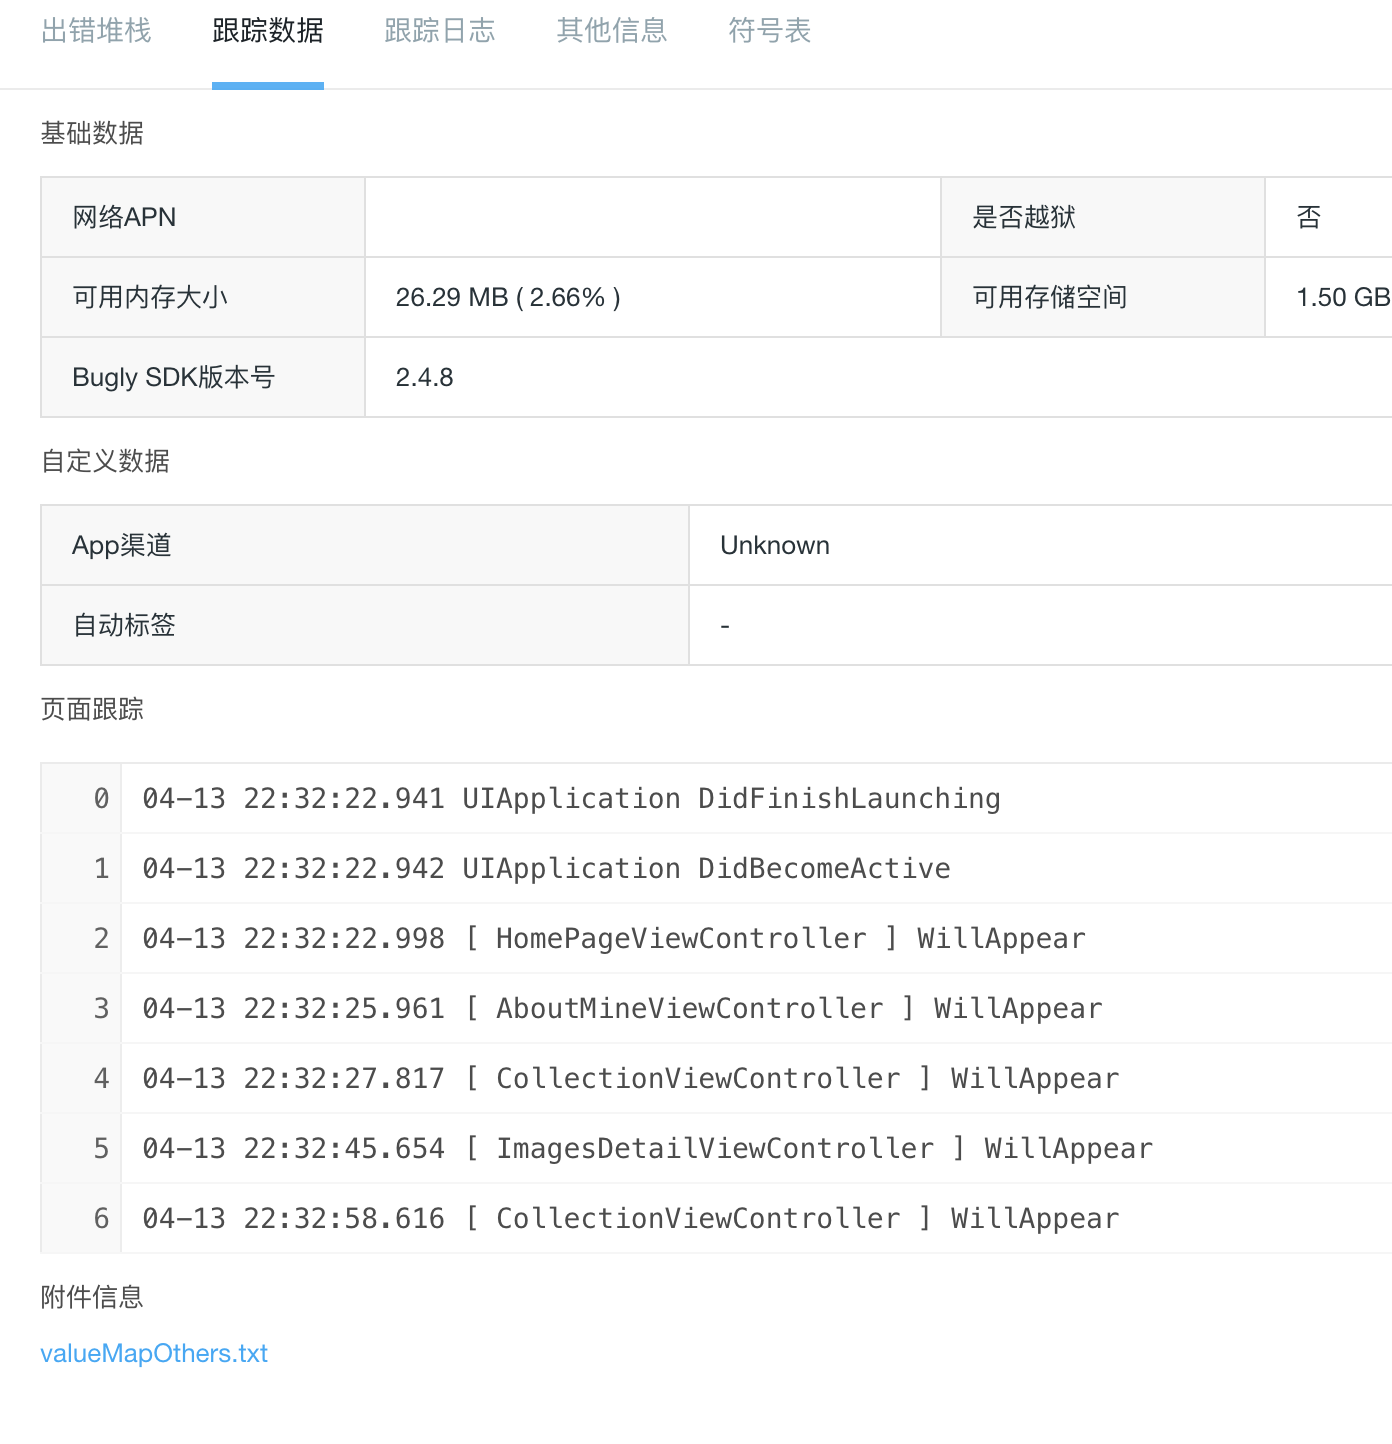 出错堆栈 跟踪数据 跟踪日志 其他信息 符号表
基础数据
网络APN 是否越狱 否
可用内存大小 26.29 MB ( 2.66% ) 可用存储空间 1.50 GB
Bugly SDK版本号 2.4.8
自定义数据
App渠道 Unknown
自动标签 -
页面跟踪
0 04-13 22:32:22.941 UIApplication DidFinishLaunching
1 04-13 22:32:22.942 UIApplication DidBecomeActive
2 04-13 22:32:22.998 [ HomePageViewController ] WillAppear
3 04-13 22:32:25.961 [ AboutMineViewController ] WillAppear
4 04-13 22:32:27.817 [ CollectionViewController ] WillAppear
5 04-13 22:32:45.654 [ ImagesDetailViewController ] WillAppear
6 04-13 22:32:58.616 [ CollectionViewController ] WillAppear
附件信息
valueMapOthers.txt